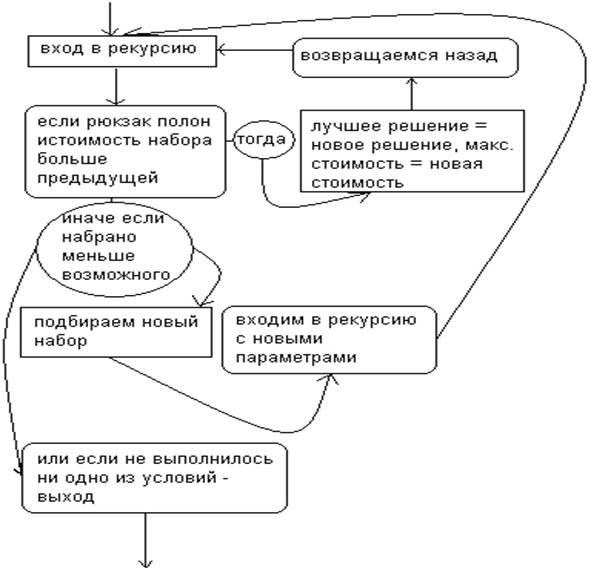 вход в рекурсию
возвращаемся назад
если рюкзак полон
истоимость набора
больше
предыдущей
тогда
лучшее решение =
новое решение, макс.
стоимость = новая
стоимость
иначе если
набрано
меньше
возможного
подбираем новый
набор
входим в рекурсию
с новыми
параметрами
или если не выполнилось
ни одно из условий -
выход